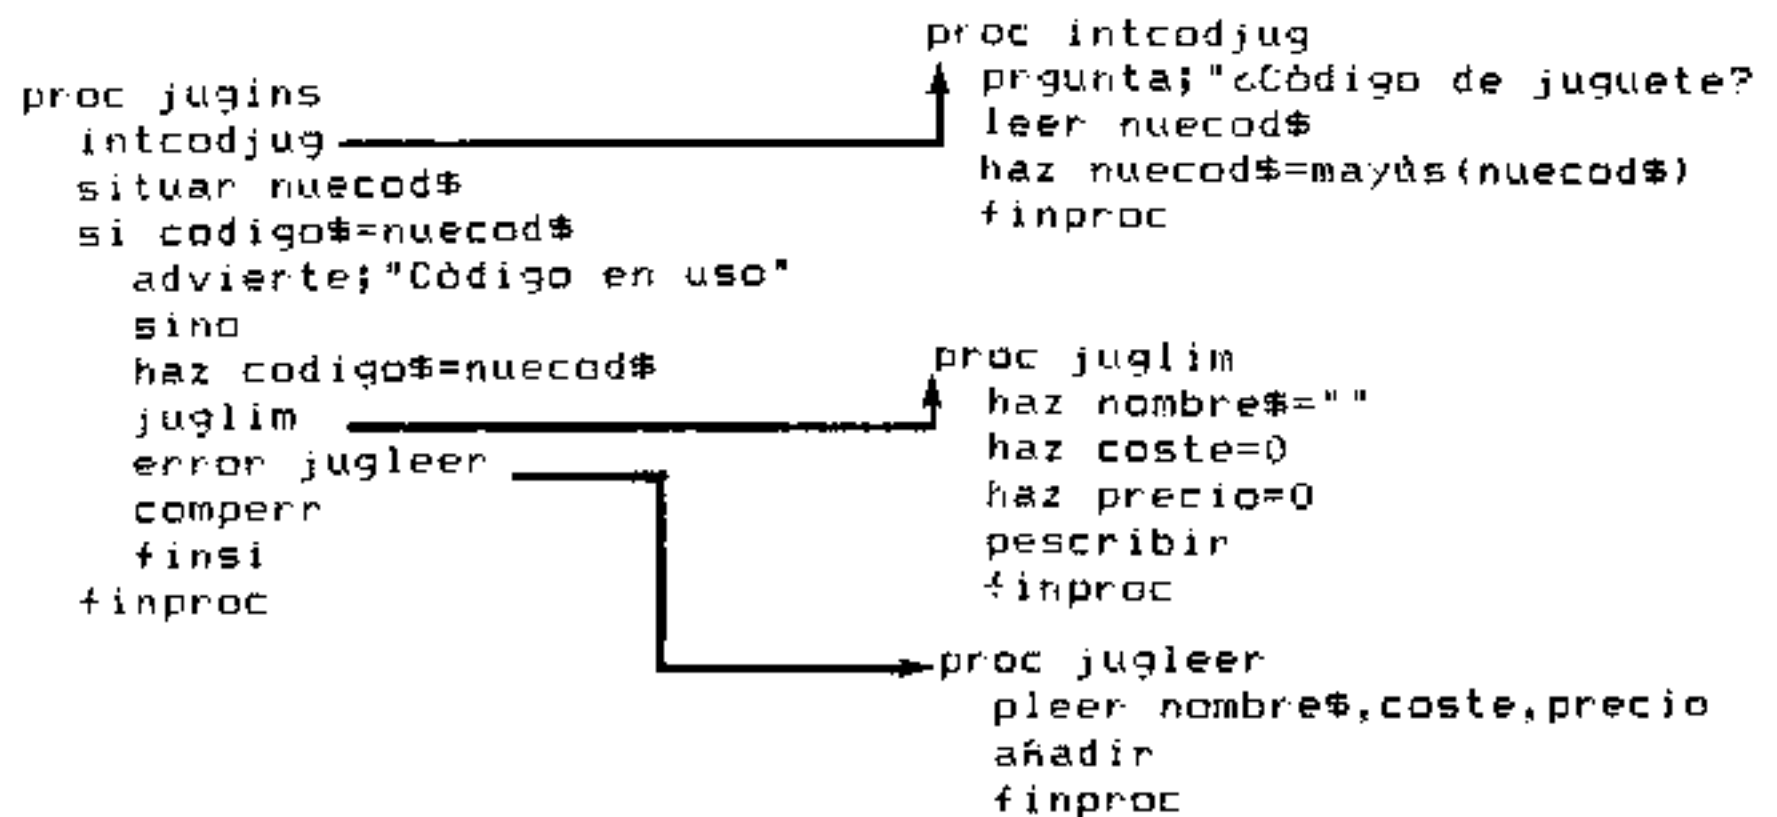 proc jugins
intcodjug
situar nuecod$
si codigo$=nuecod$
advierte;"Còdigo en uso"
sino
haz codigo$=nuecod$
juglim
error jugleer
comperr
finsi
finproc
proc intcodjug
prgunta;"¿Còdigo de juguete?
leer nuecod$
haz nuecod$=mayùs(nuecod$)
finproc
proc juglim
haz nombre$=""
haz coste=0
haz precio=0
pescribir
finproc
proc jugleer
pleer nombre$,coste,precio
añadir
finproc